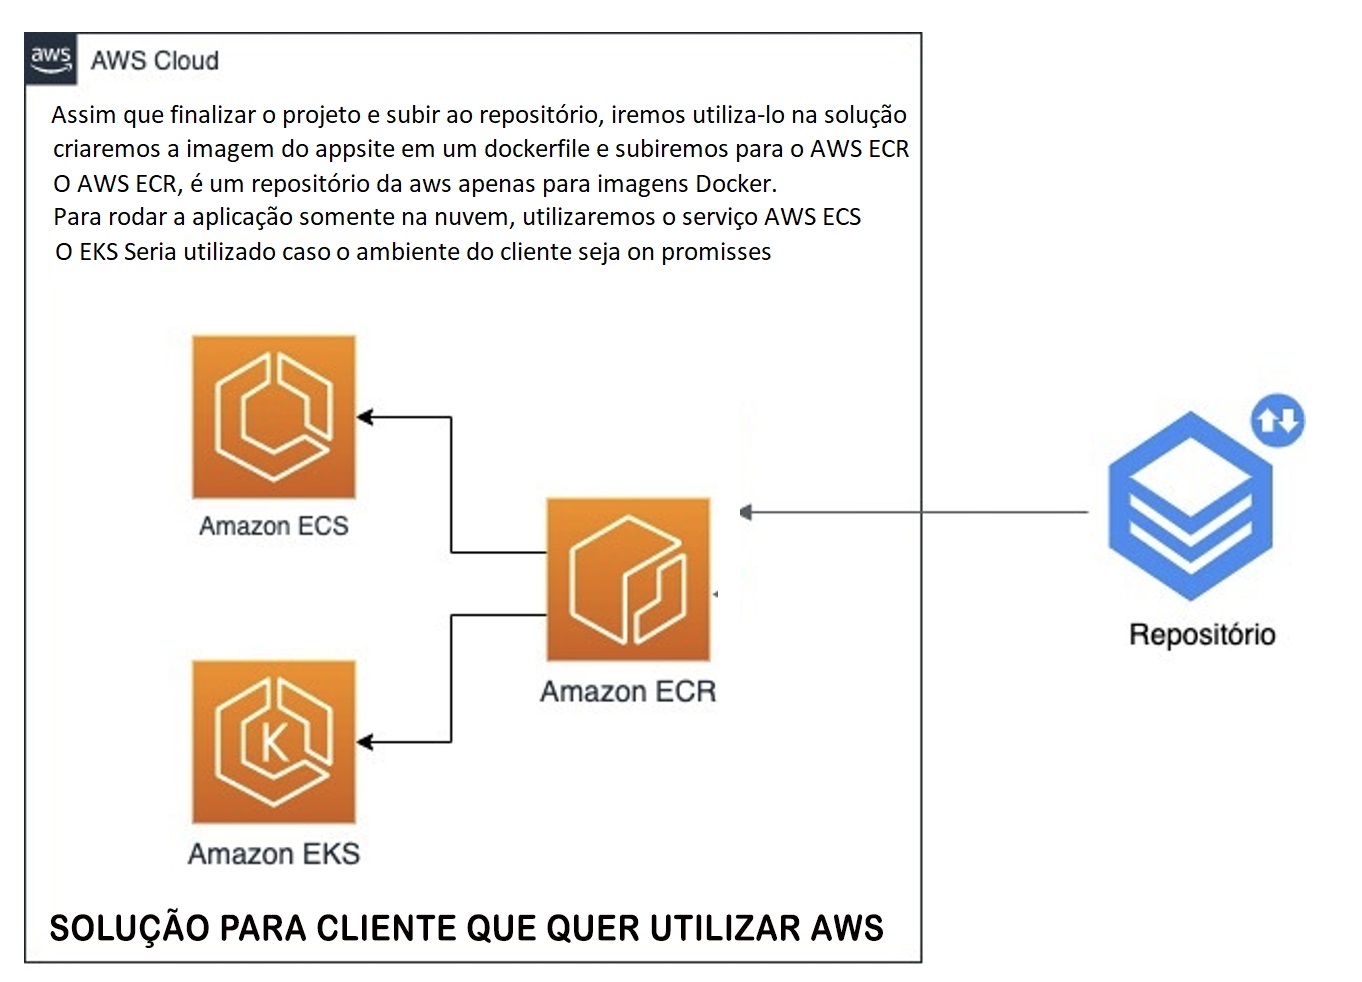 aws
AWS Cloud
Assim que finalizar o projeto e subir ao repositório, iremos utiliza-lo na solução
criaremos a imagem do appsite em um dockerfile e subiremos para o AWS ECR
O AWS ECR, é um repositório da aws apenas para imagens Docker.
Para rodar a aplicação somente na nuvem, utilizaremos o serviço AWS ECS
O EKS Seria utilizado caso o ambiente do cliente seja on promisses
Amazon ECS
Repositório
Amazon ECR
K
Amazon EKS
SOLUÇÃO PARA CLIENTE QUE QUER UTILIZAR AWS